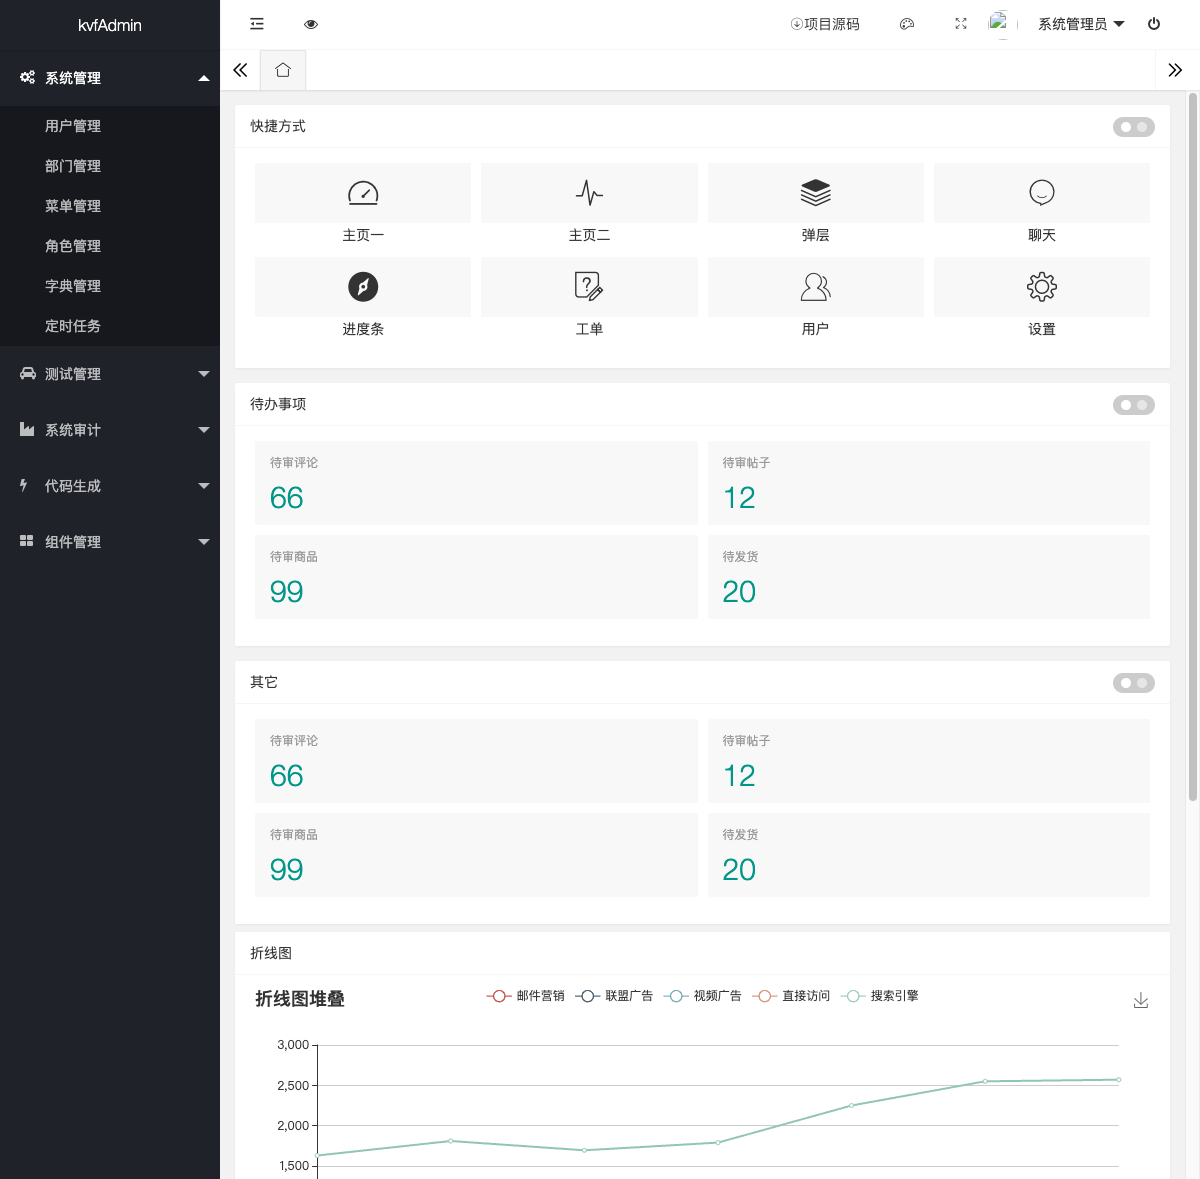 kvfAdmin
系统管理
用户管理
部门管理
菜单管理
角色管理
字典管理
定时任务
测试管理
系统审计
代码生成
组件管理
项目源码
系统管理员
快捷方式
主页一 主页二 弹层 聊天
进度条 工单 用户 设置
待办事项
待审评论 待审帖子
66 12
待审商品 待发货
99 20
其它
待审评论 待审帖子
66 12
待审商品 待发货
99 20
折线图
折线图堆叠
邮件营销 联盟广告 视频广告 直接访问 搜索引擎
3,000
2,500
2,000
1,500